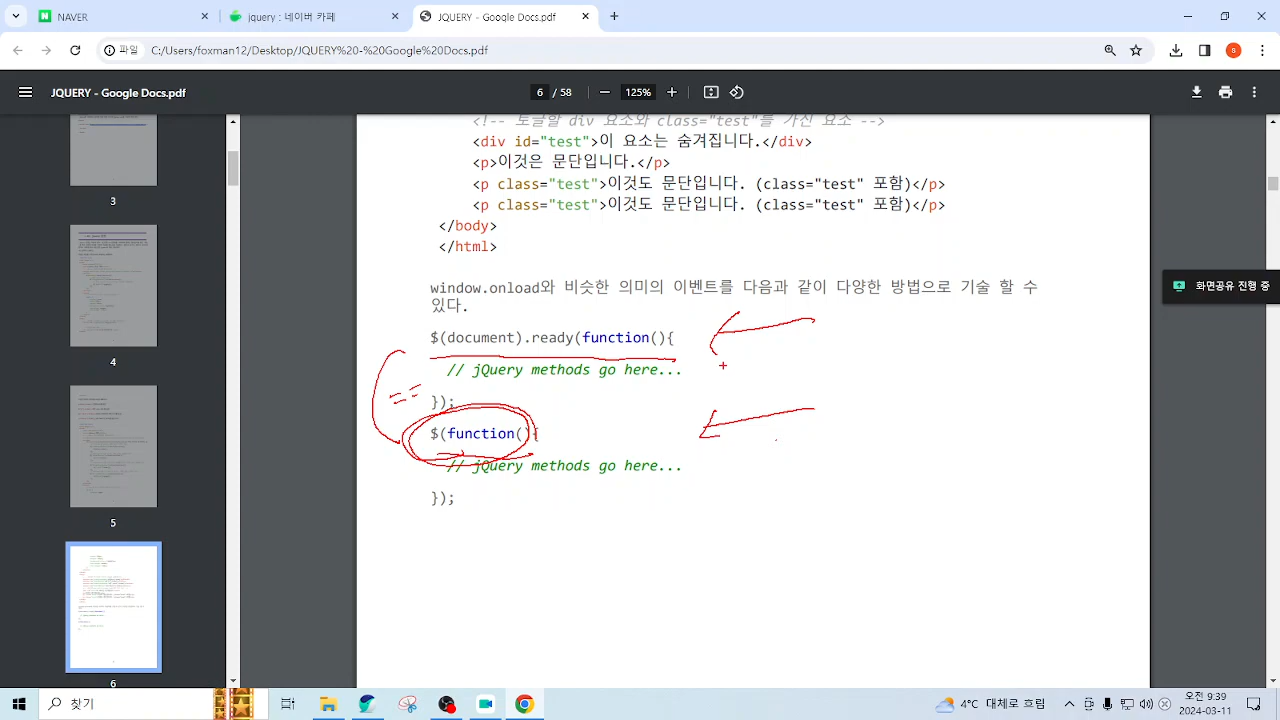 NAVER
jquery : 네이버 카페
JQUERY - Google Docs.pdf
파일
C:/Users/foxman12/Desktop/JQUERY%20-%20Google%20Docs.pdf
S
JQUERY - Google Docs.pdf
6 / 58
125%
3
4
5
6
<!-- 토글할 div 요소와 class="test"를 가진 요소 -->
<div id="test">이 요소는 숨겨집니다.</div>
<p>이것은 문단입니다.</p>
<p class="test">이것도 문단입니다. (class="test" 포함)</p>
<p class="test">이것도 문단입니다. (class="test" 포함)</p>
</body>
</html>
window.onload와 비슷한 의미의 이벤트를 다음과 같이 다양한 방법으로 기술 할 수
있다.
$(document).ready(function(){
// jQuery methods go here...
});
$ function(
// jQuery methods go here...
});
찾기
4°C 대체로 흐림
오전 9:39
2024-03-11